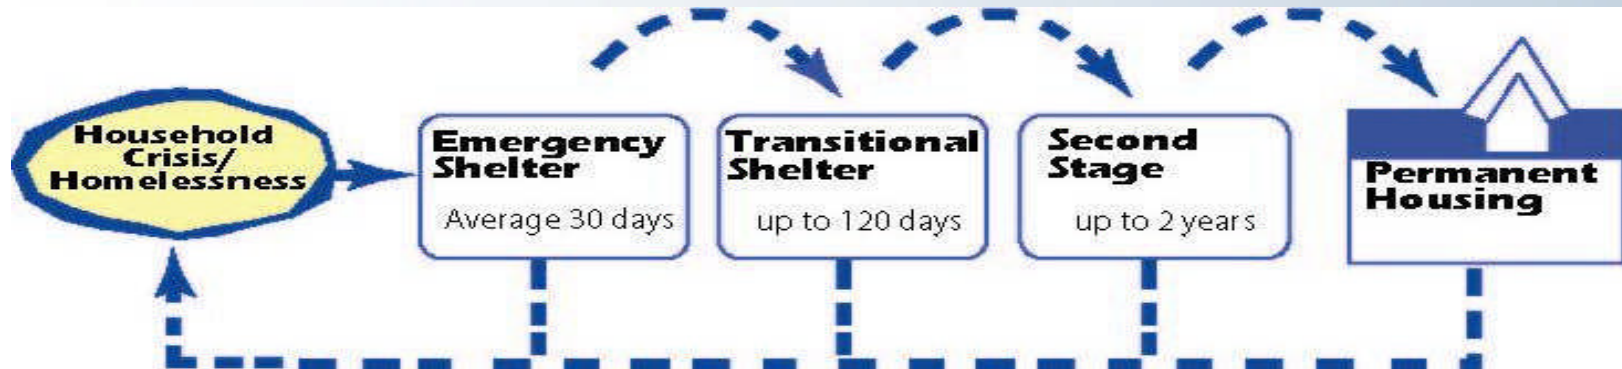 Household
Crisis/
Homelessness
Emergency
Shelter
Average 30 days
Transitional
Shelter
up to 120 days
Second
Stage
up to 2 years
Permanent
Housing